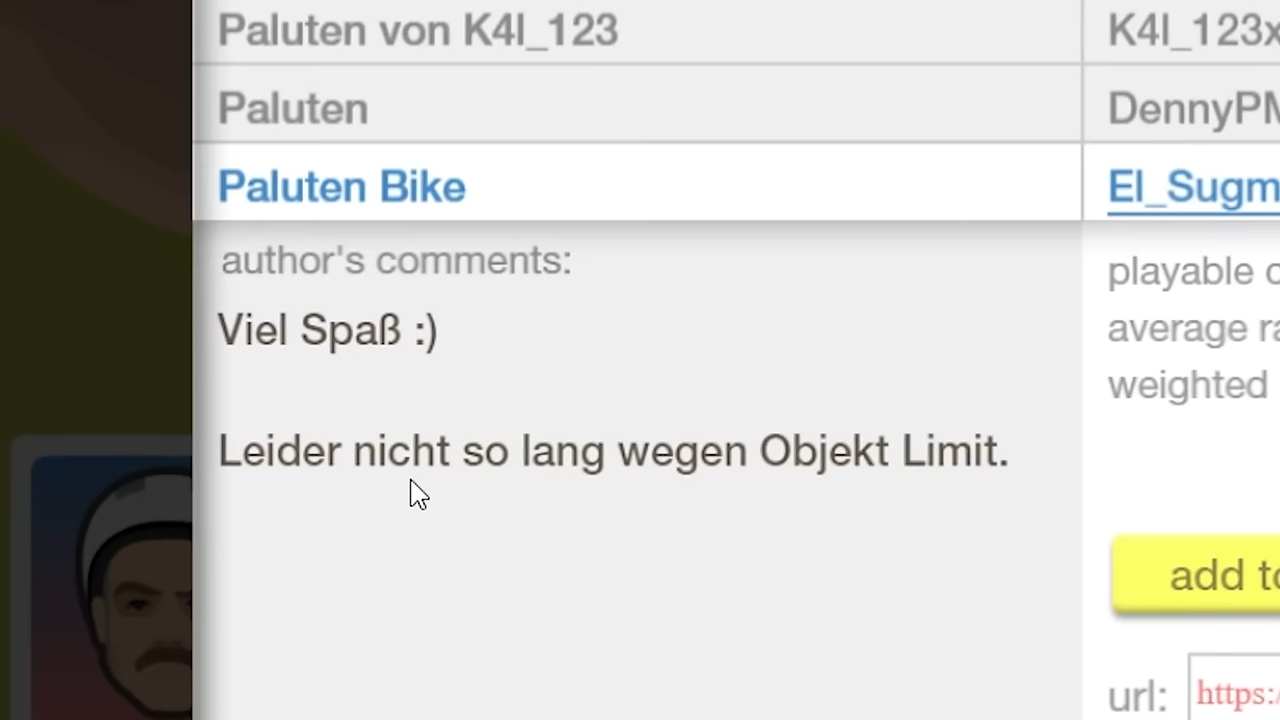 Paluten von K4l_123
K4l_123x
Paluten
DennyPM
Paluten Bike
El_Sugm
author's comments:
Viel Spaß :)
Leider nicht so lang wegen Objekt Limit.
playable
average
weighted
add to
url:
https:/